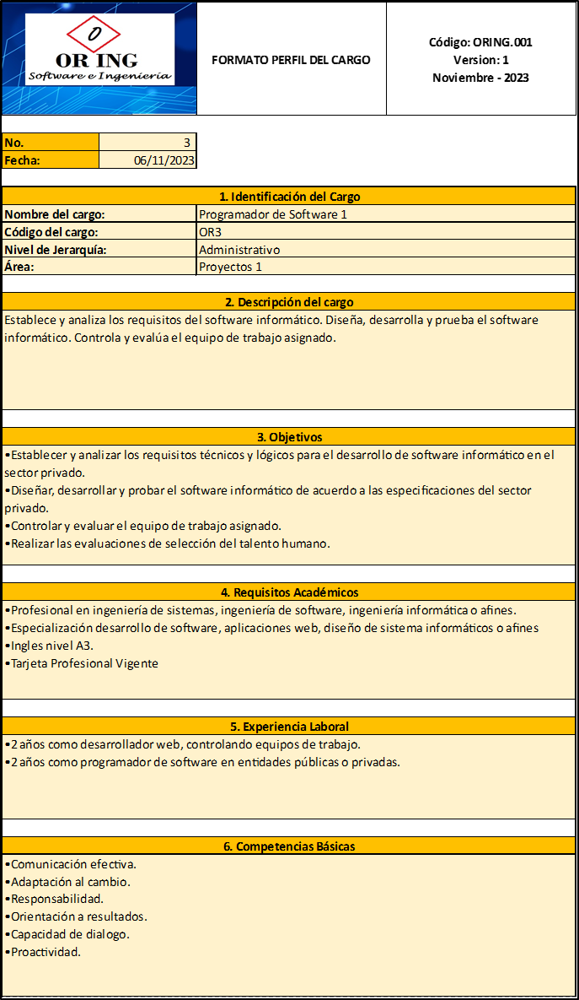 O
OR ING
Software e Ingeniería
FORMATO PERFIL DEL CARGO
Código: ORING.001
Version: 1
Noviembre - 2023
No. 3
Fecha: 06/11/2023
1. Identificación del Cargo
Nombre del cargo: Programador de Software 1
Código del cargo: OR3
Nivel de Jerarquía: Administrativo
Área: Proyectos 1
2. Descripción del cargo
Establece y analiza los requisitos del software informático. Diseña, desarrolla y prueba el software
informático. Controla y evalúa el equipo de trabajo asignado.
3. Objetivos
•Establecer y analizar los requisitos técnicos y lógicos para el desarrollo de software informático en el
sector privado.
•Diseñar, desarrollar y probar el software informático de acuerdo a las especificaciones del sector
privado.
•Controlar y evaluar el equipo de trabajo asignado.
•Realizar las evaluaciones de selección del talento humano.
4. Requisitos Académicos
•Profesional en ingeniería de sistemas, ingeniería de software, ingeniería informática o afines.
•Especialización desarrollo de software, aplicaciones web, diseño de sistema informáticos o afines
•Ingles nivel A3.
•Tarjeta Profesional Vigente
5. Experiencia Laboral
•2 años como desarrollador web, controlando equipos de trabajo.
•2 años como programador de software en entidades públicas o privadas.
6. Competencias Básicas
•Comunicación efectiva.
•Adaptación al cambio.
•Responsabilidad.
•Orientación a resultados.
•Capacidad de dialogo.
•Proactividad.